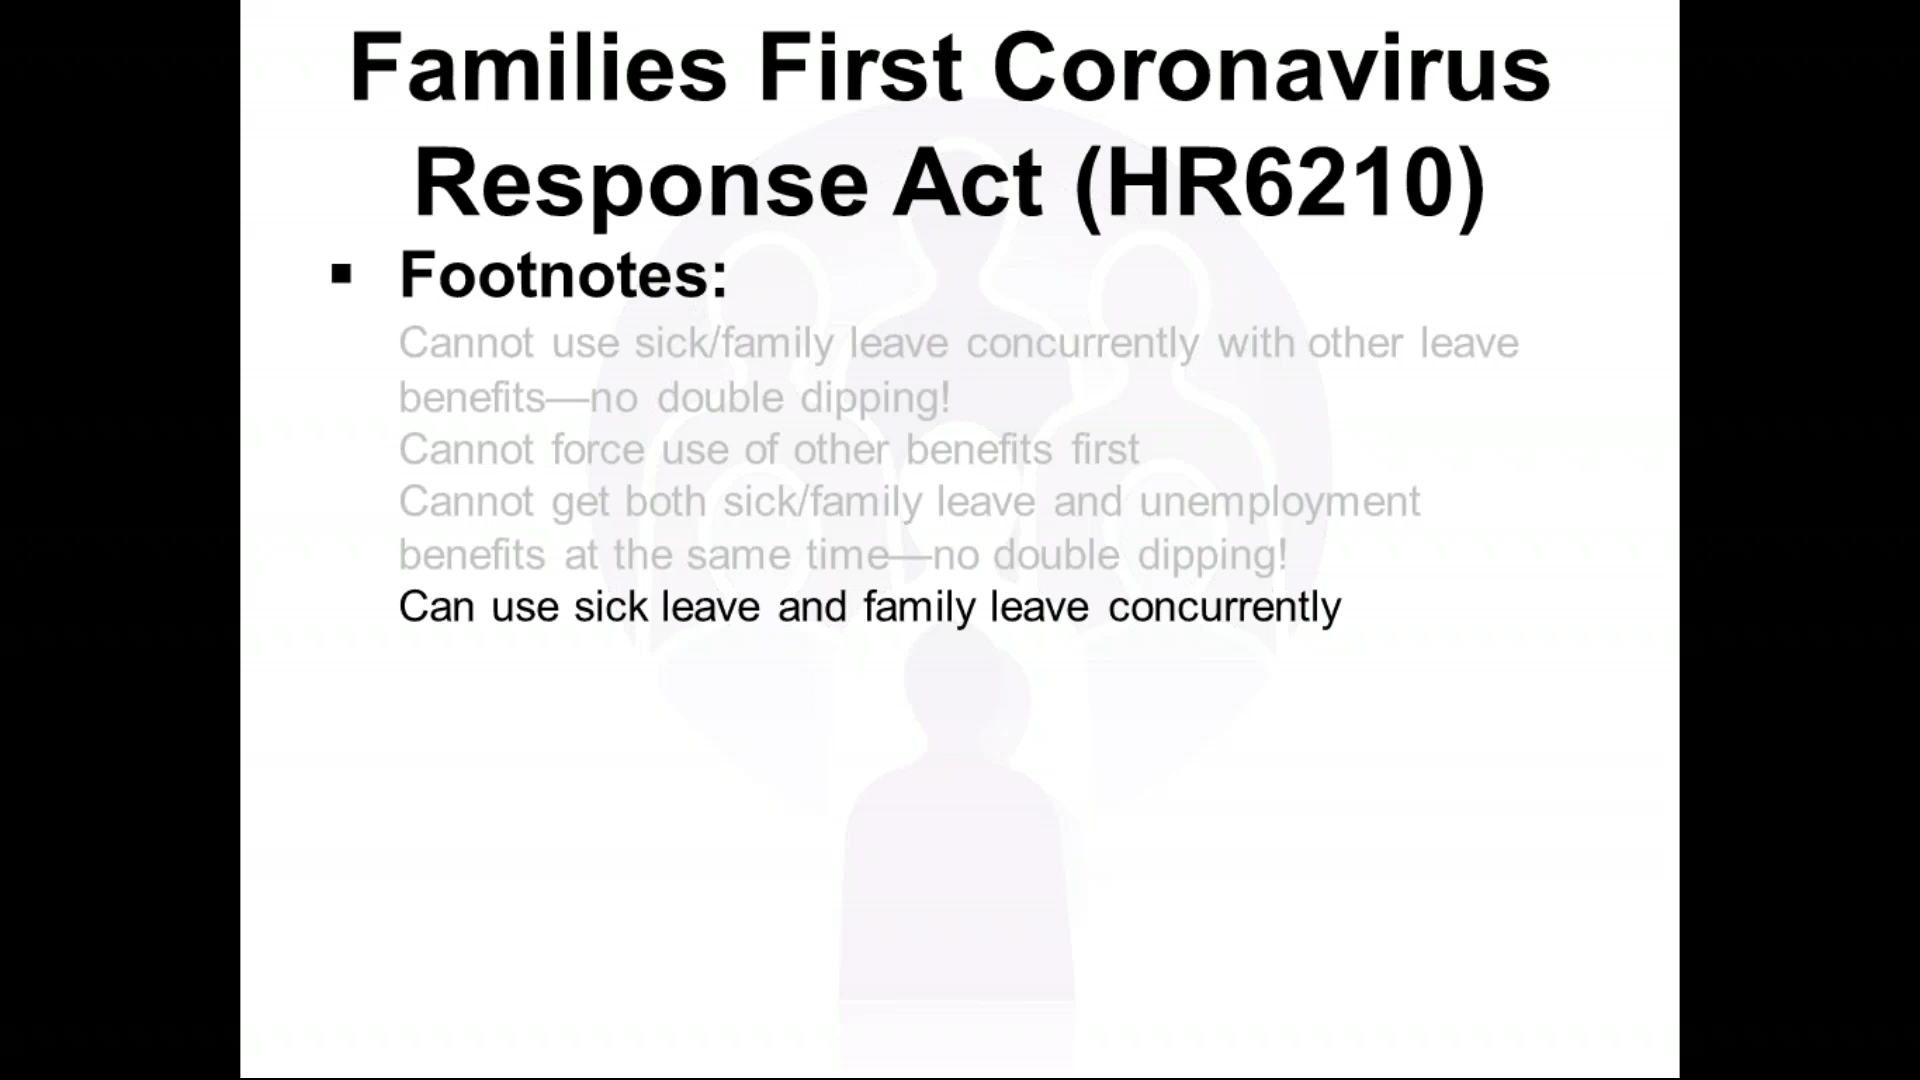 Families First Coronavirus
Response Act (HR6210)
▪ Footnotes:
Cannot use sick/family leave concurrently with other leave
benefits—no double dipping!
Cannot force use of other benefits first
Cannot get both sick/family leave and unemployment
benefits at the same time—no double dipping!
Can use sick leave and family leave concurrently